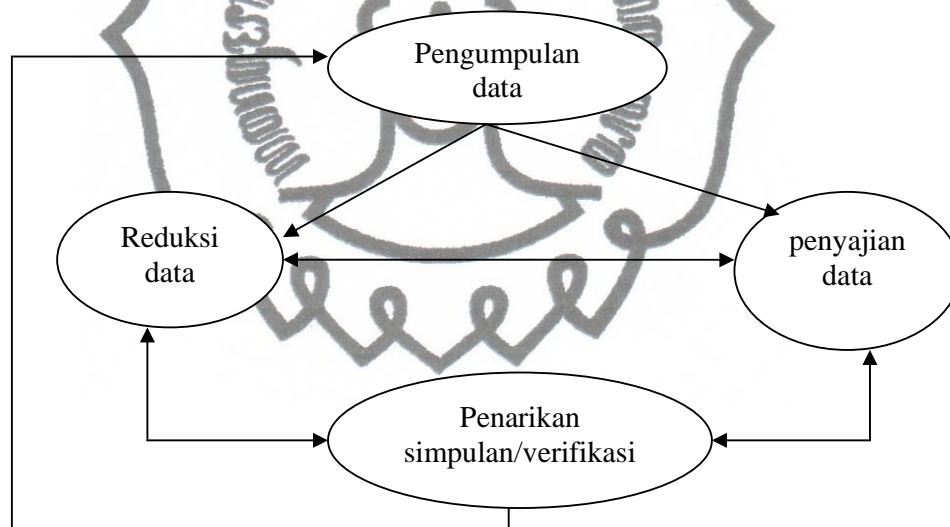 Pengumpulan
data
Reduksi
data
penyajian
data
Penarikan
simpulan/verifikasi